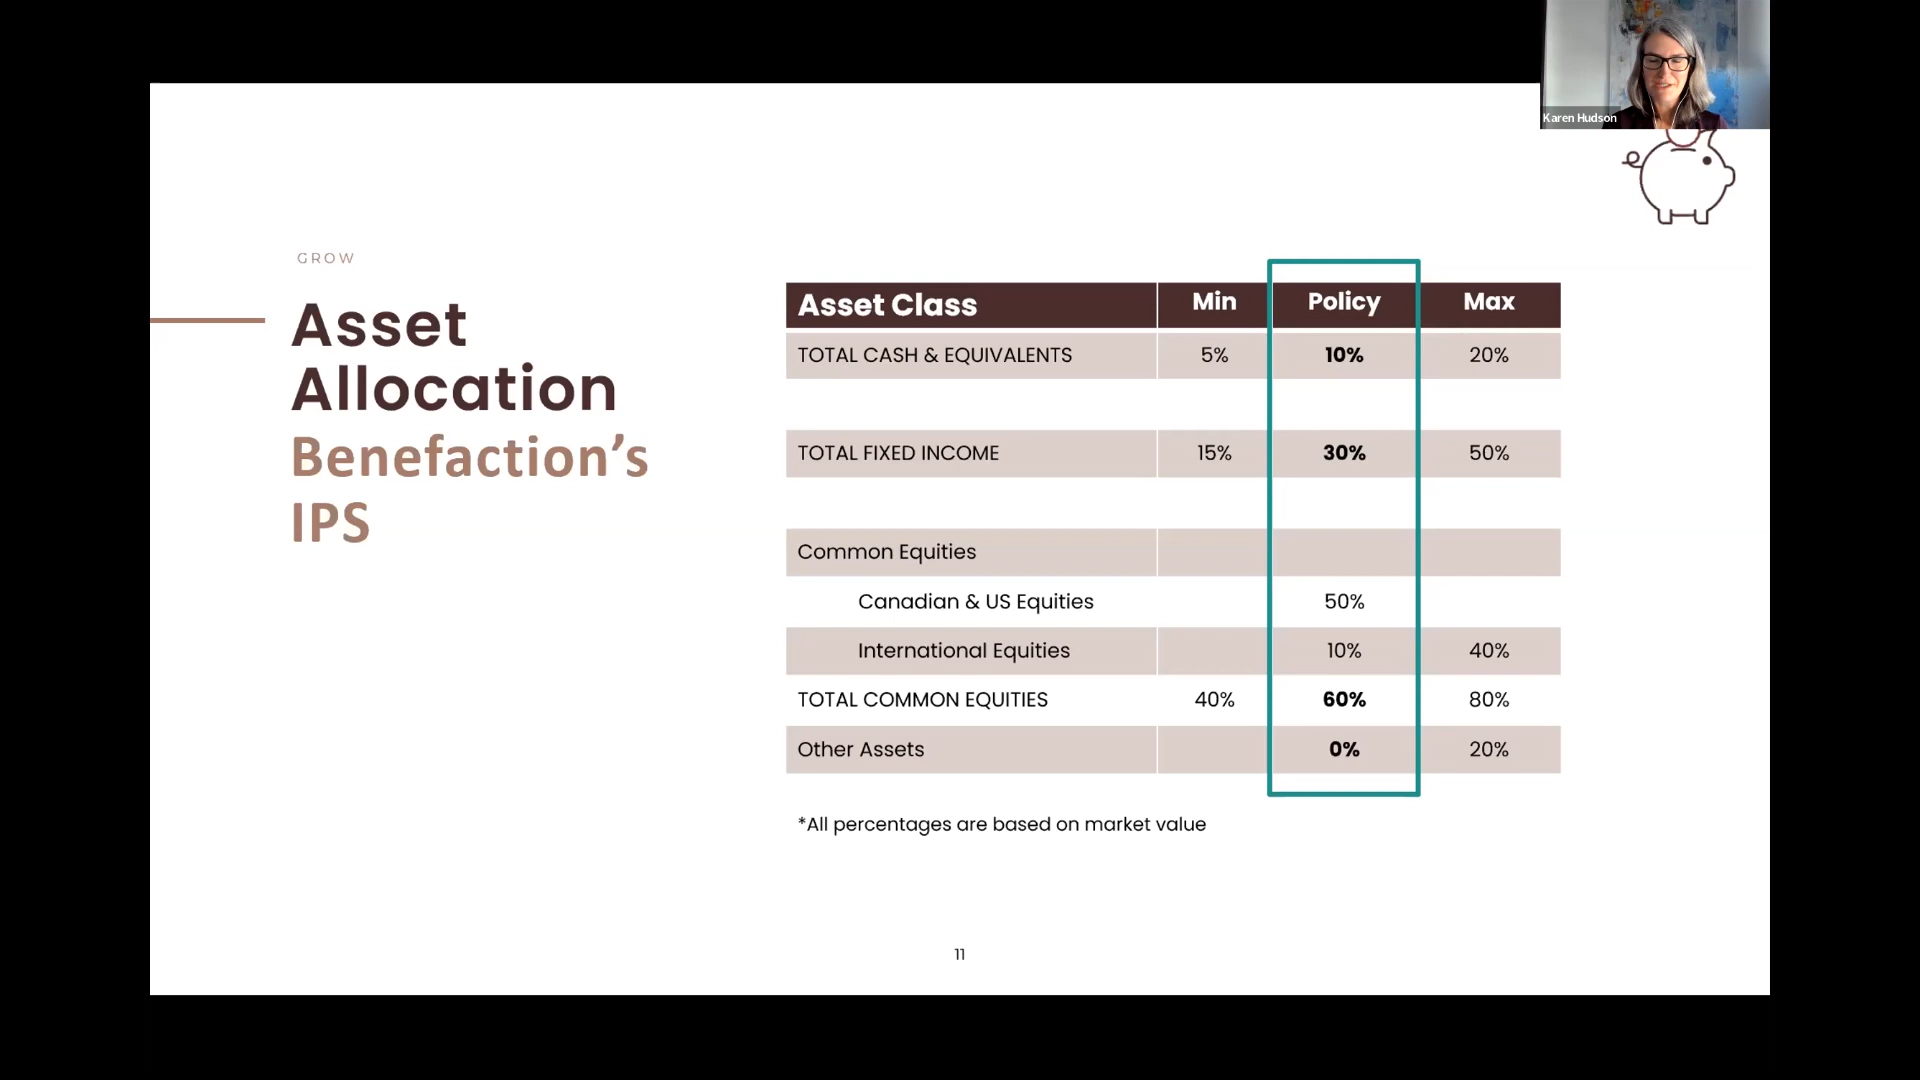 Karen Hudson
GROW
Asset
Allocation
Benefaction’s
IPS
Asset Class Min Policy Max
TOTAL CASH & EQUIVALENTS 5% 10% 20%
TOTAL FIXED INCOME 15% 30% 50%
Common Equities
Canadian & US Equities 50%
International Equities 10% 40%
TOTAL COMMON EQUITIES 40% 60% 80%
Other Assets 0% 20%
*All percentages are based on market value
11